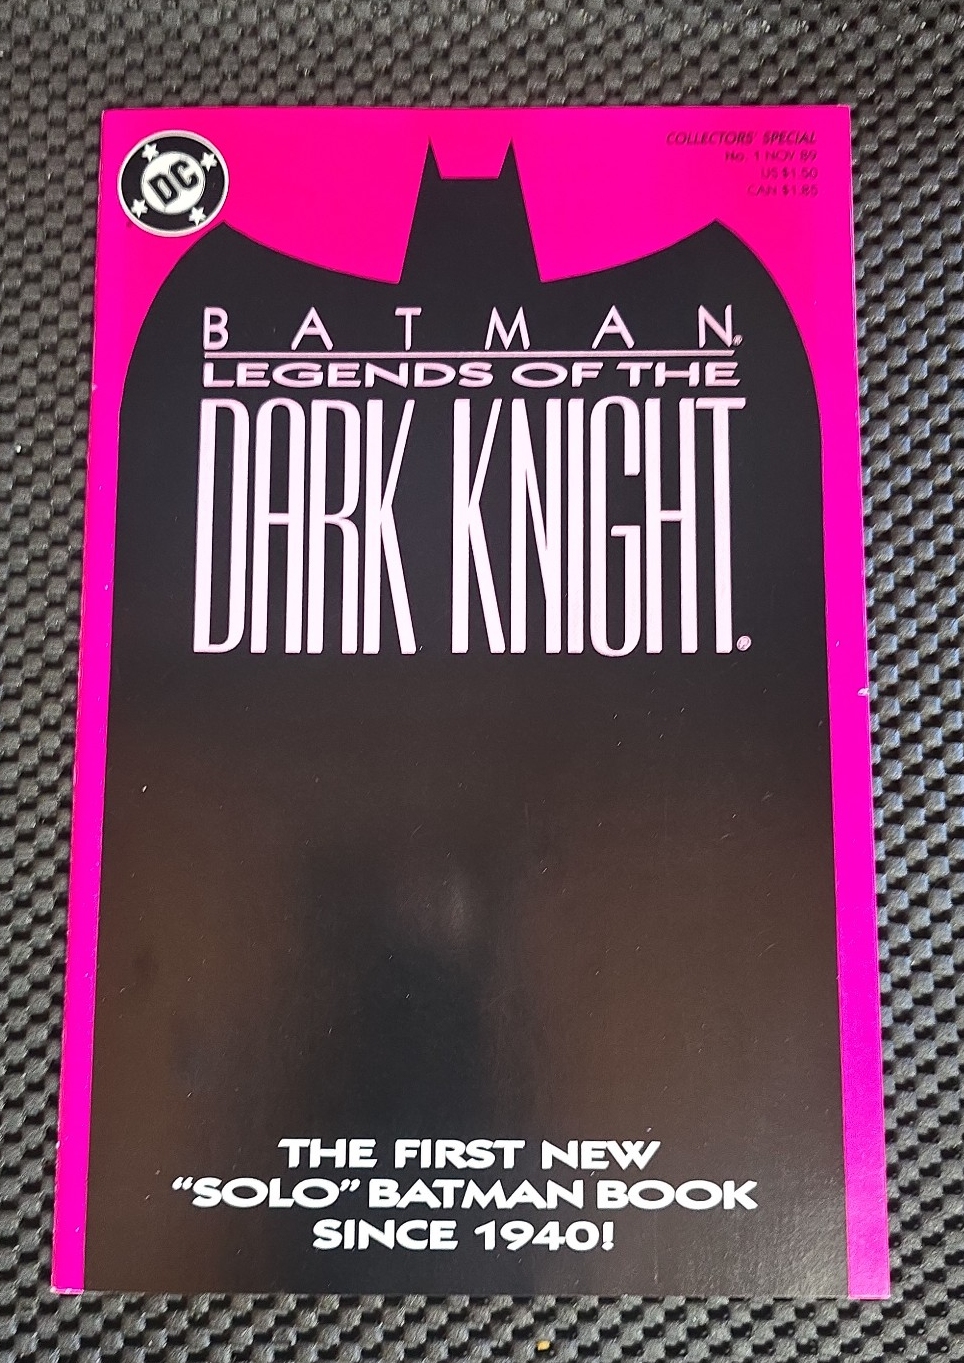 DC
COLLECTORS' SPECIAL
No. 1 NOV 89
US $1.50
CAN $1.85
BATMAN®
LEGENDS OF THE
DARK KNIGHT®
THE FIRST NEW
"SOLO" BATMAN BOOK
SINCE 1940!